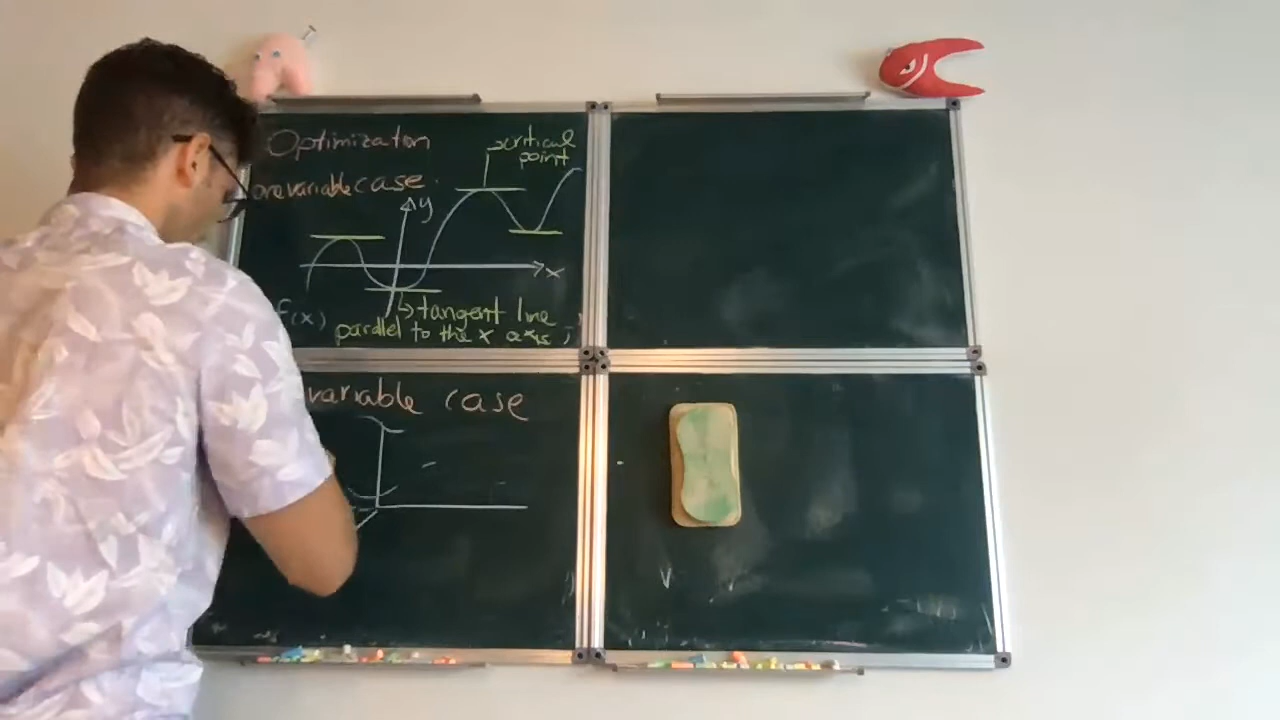 Optimization
critical
point
one variable case.
y
x
f(x)
↳ tangent line
parallel to the x axis
variable case